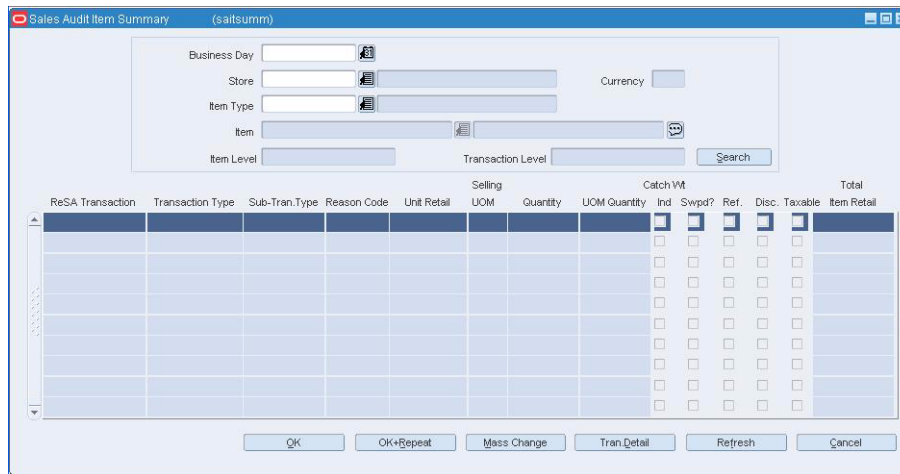 Sales Audit Item Summary (saitsumm)
Business Day
Store Currency
Item Type
Item
Item Level Transaction Level Search
Selling Catch Wt Total
ReSA Transaction Transaction Type Sub-Tran.Type Reason Code Unit Retail UOM Quantity UOM Quantity Ind Swpd? Ref. Disc. Taxable Item Retail
OK OK+Repeat Mass Change Tran.Detail Refresh Cancel